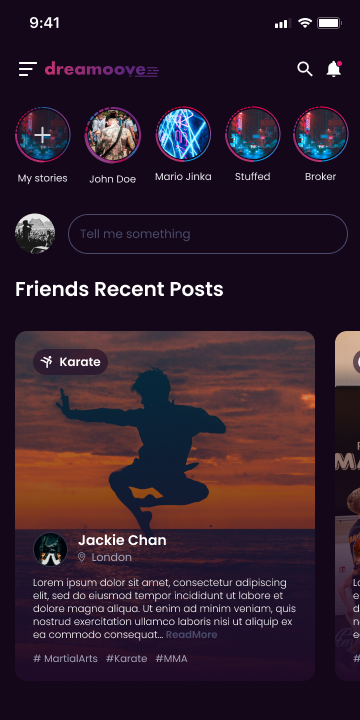 9:41
dreamoove
My stories
John Doe
Mario Jinka
Stuffed
Broker
Tell me something
Friends Recent Posts
Karate
Jackie Chan
London
Lorem ipsum dolor sit amet, consectetur adipiscing
elit, sed do eiusmod tempor incididunt ut labore et
dolore magna aliqua. Ut enim ad minim veniam, quis
nostrud exercitation ullamco laboris nisi ut aliquip ex
ea commodo consequat... ReadMore
# MartialArts #Karate #MMA